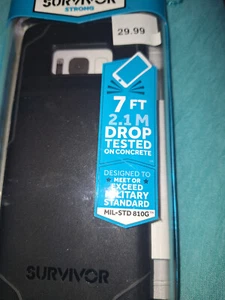 SURVIVOR
STRONG
29.99
7 FT
2.1 M
DROP
TESTED
ON CONCRETE
DESIGNED TO
MEET OR
EXCEED
MILITARY
STANDARD
MIL-STD 810G™
SURVIVOR